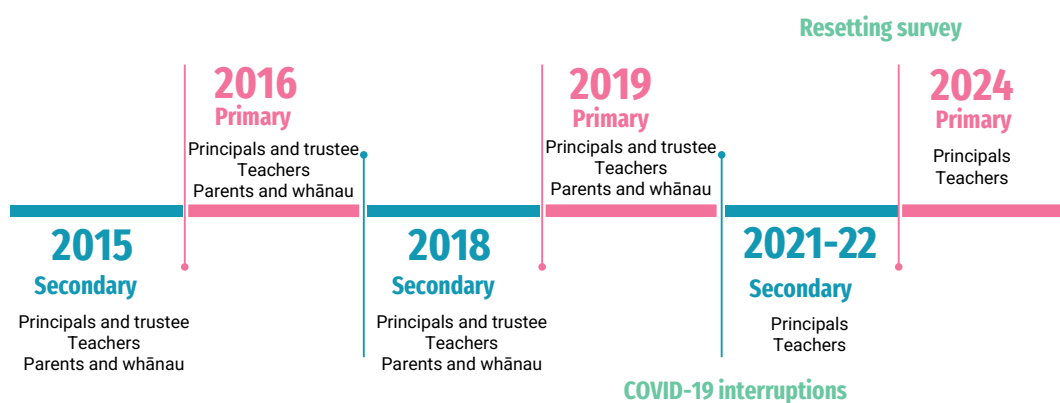 Resetting survey
2016
Primary
Principals and trustee
Teachers
Parents and whānau
2019
Primary
Principals and trustee
Teachers
Parents and whānau
2024
Primary
Principals
Teachers
2015
Secondary
Principals and trustee
Teachers
Parents and whānau
2018
Secondary
Principals and trustee
Teachers
Parents and whānau
2021-22
Secondary
Principals
Teachers
COVID-19 interruptions